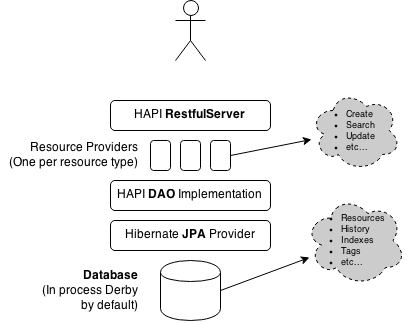 HAPI RestfulServer
Create
Search
Update
etc...
Resource Providers
(One per resource type)
HAPI DAO Implementation
Hibernate JPA Provider
Resources
History
Indexes
Tags
etc...
Database
(In process Derby
by default)